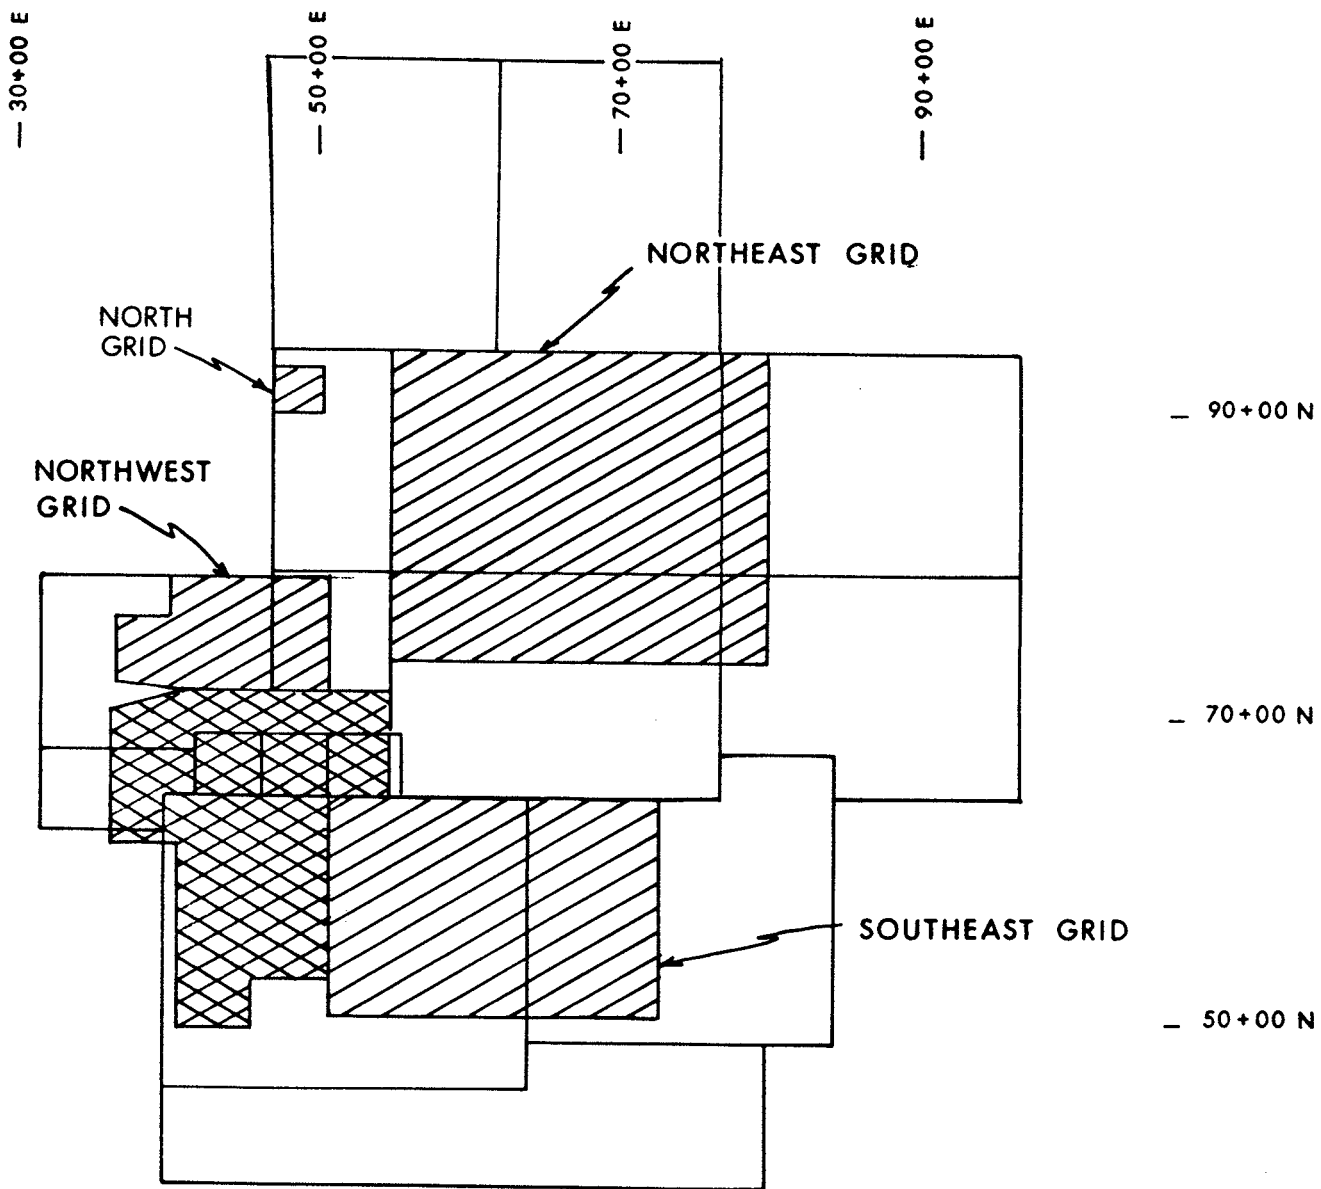 30+00 E
50+00 E
70+00 E
90+00 E
NORTHEAST GRID
NORTH
GRID
90+00 N
NORTHWEST
GRID
70+00 N
SOUTHEAST GRID
50+00 N